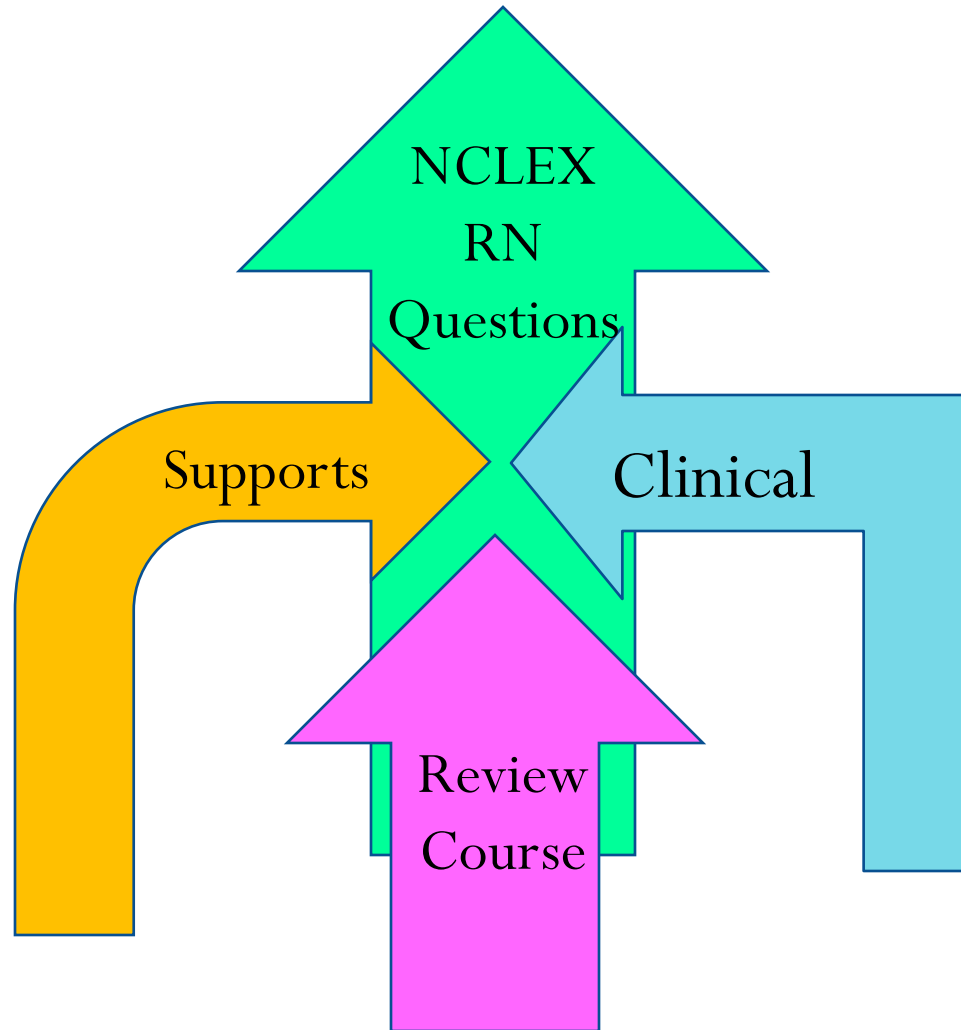 NCLEX
RN
Questions
Supports
Clinical
Review
Course